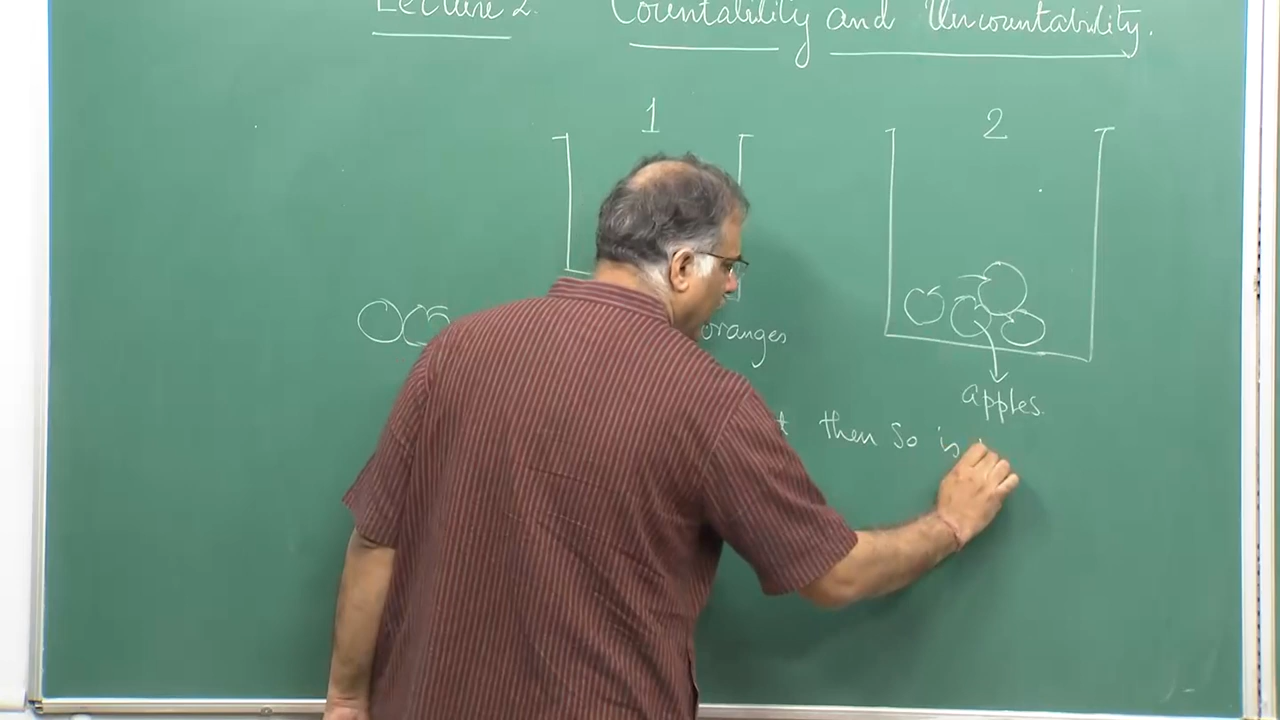 Lecture 2. Countability and Uncountability.
1 2
oranges
apples.
then so is